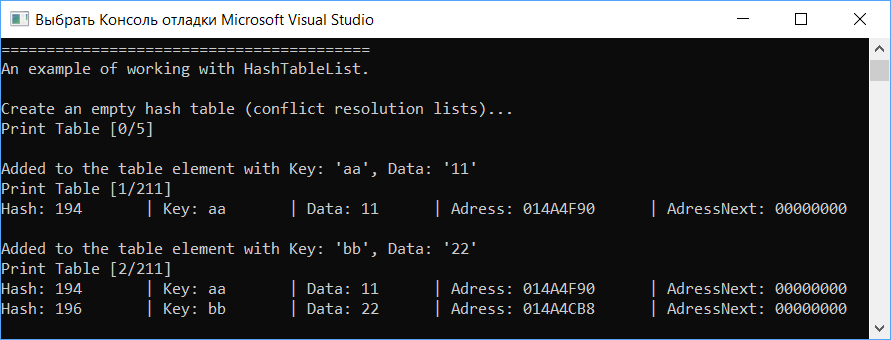 Выбрать Консоль отладки Microsoft Visual Studio
=========================================
An example of working with HashTableList.
Create an empty hash table (conflict resolution lists)...
Print Table [0/5]
Added to the table element with Key: 'aa', Data: '11'
Print Table [1/211]
Hash: 194 | Key: aa | Data: 11 | Adress: 014A4F90 | AdressNext: 00000000
Added to the table element with Key: 'bb', Data: '22'
Print Table [2/211]
Hash: 194 | Key: aa | Data: 11 | Adress: 014A4F90 | AdressNext: 00000000
Hash: 196 | Key: bb | Data: 22 | Adress: 014A4CB8 | AdressNext: 00000000